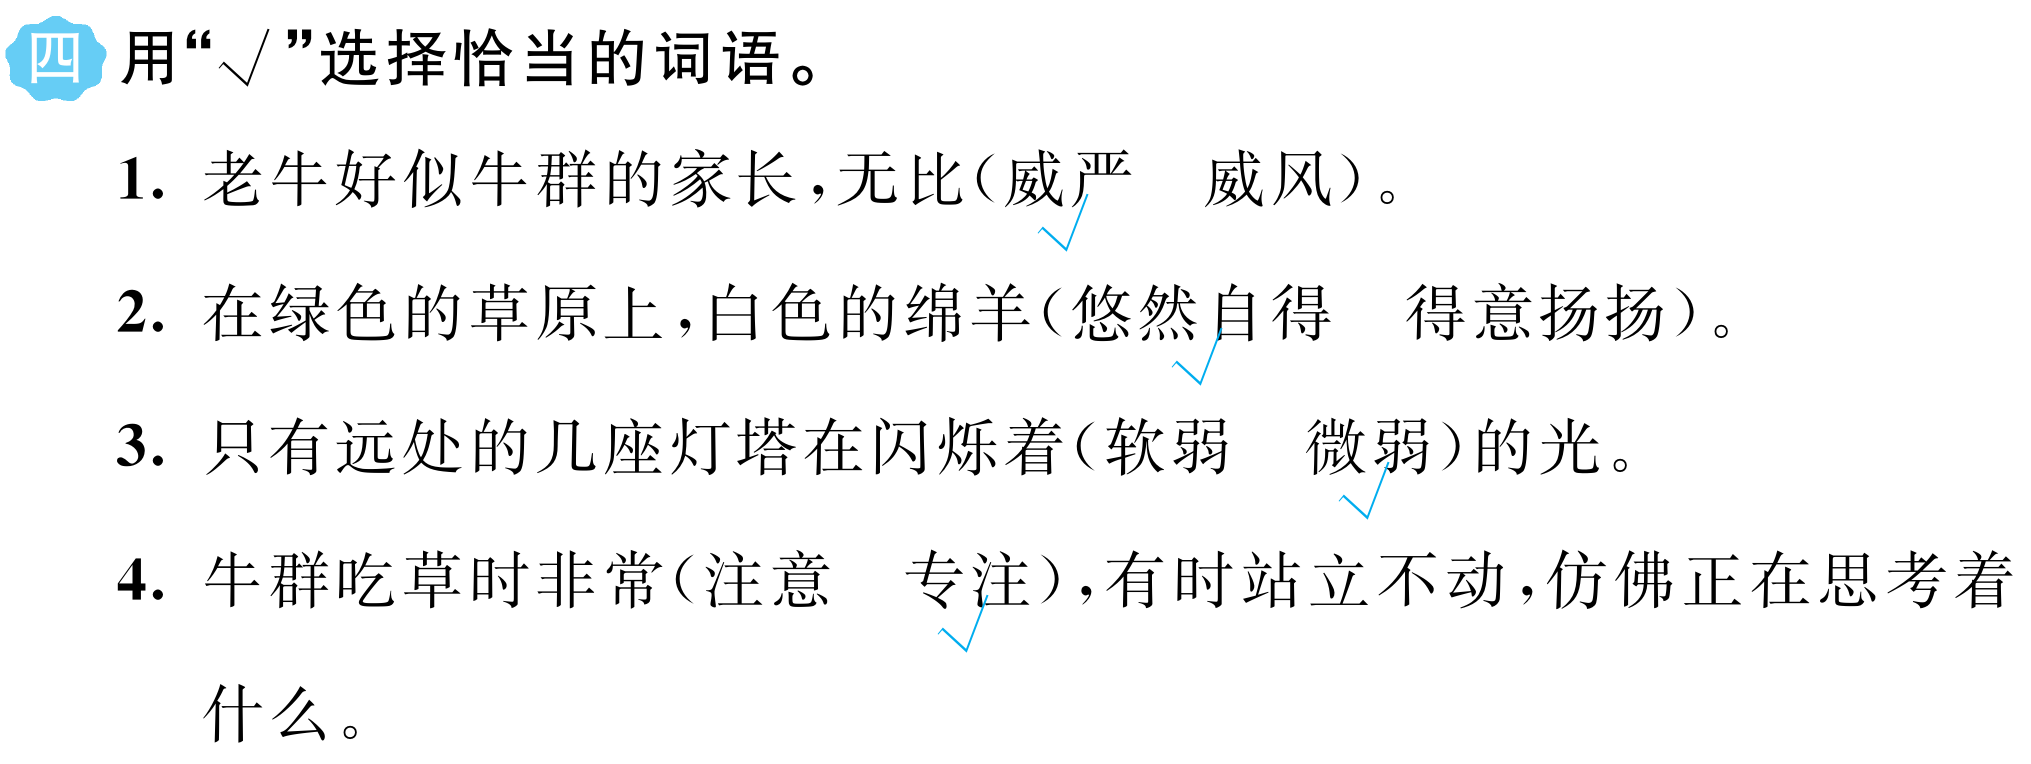 四 用“√”选择恰当的词语。
1. 老牛好似牛群的家长,无比(威严 威风)。
√
2. 在绿色的草原上,白色的绵羊(悠然自得 得意扬扬)。
√
3. 只有远处的几座灯塔在闪烁着(软弱 微弱)的光。
√
4. 牛群吃草时非常(注意 专注),有时站立不动,仿佛正在思考着
√
什么。